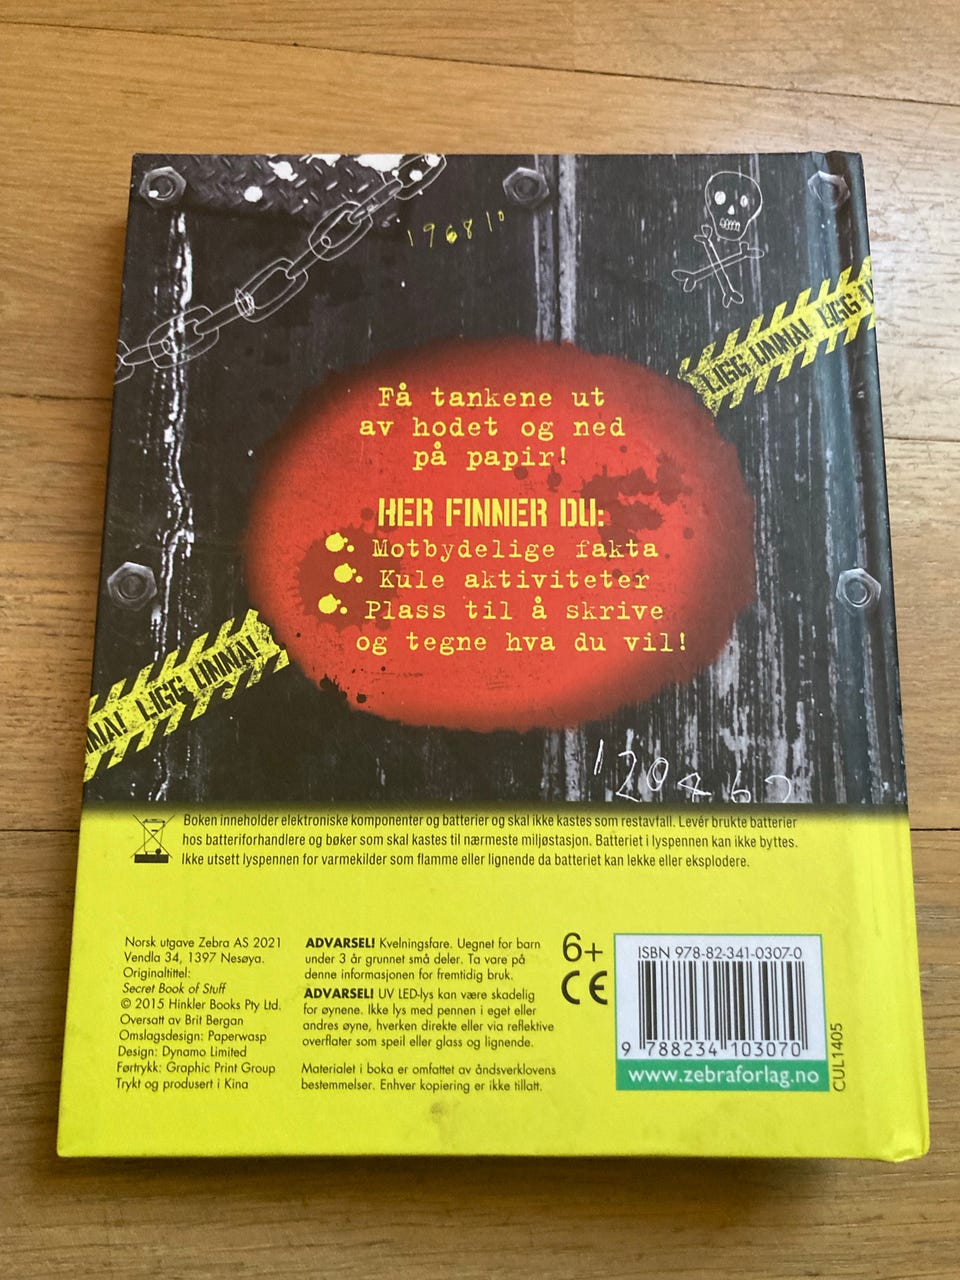 196810
LIGG UNNA! LIGG U
Få tankene ut
av hodet og ned
på papir!
HER FINNER DU:
Motbydelige fakta
Kule aktiviteter
Plass til å skrive
og tegne hva du vil!
NNA! LIGG UNNA!
120462
Boken inneholder elektroniske komponenter og batterier og skal ikke kastes som restavfall. Levér brukte batterier
hos batteriforhandlere og bøker som skal kastes til nærmeste miljøstasjon. Batteriet i lyspennen kan ikke byttes.
Ikke utsett lyspennen for varmekilder som flamme eller lignende da batteriet kan lekke eller eksplodere.
Norsk utgave Zebra AS 2021
Vendla 34, 1397 Nesøya.
Originaltittel:
Secret Book of Stuff
© 2015 Hinkler Books Pty Ltd.
Oversatt av Brit Bergan
Omslagsdesign: Paperwasp
Design: Dynamo Limited
Førtrykk: Graphic Print Group
Trykt og produsert i Kina
ADVARSEL! Kvelningsfare. Uegnet for barn
under 3 år grunnet små deler. Ta vare på
denne informasjonen for fremtidig bruk.
ADVARSEL! UV LED-lys kan være skadelig
for øynene. Ikke lys med pennen i eget eller
andres øyne, hverken direkte eller via reflektive
overflater som speil eller glass og lignende.
Materialet i boka er omfattet av åndsverklovens
bestemmelser. Enhver kopiering er ikke tillatt.
6+
CE
ISBN 978-82-341-0307-0
9 788234 103070
www.zebraforlag.no
CUL1405